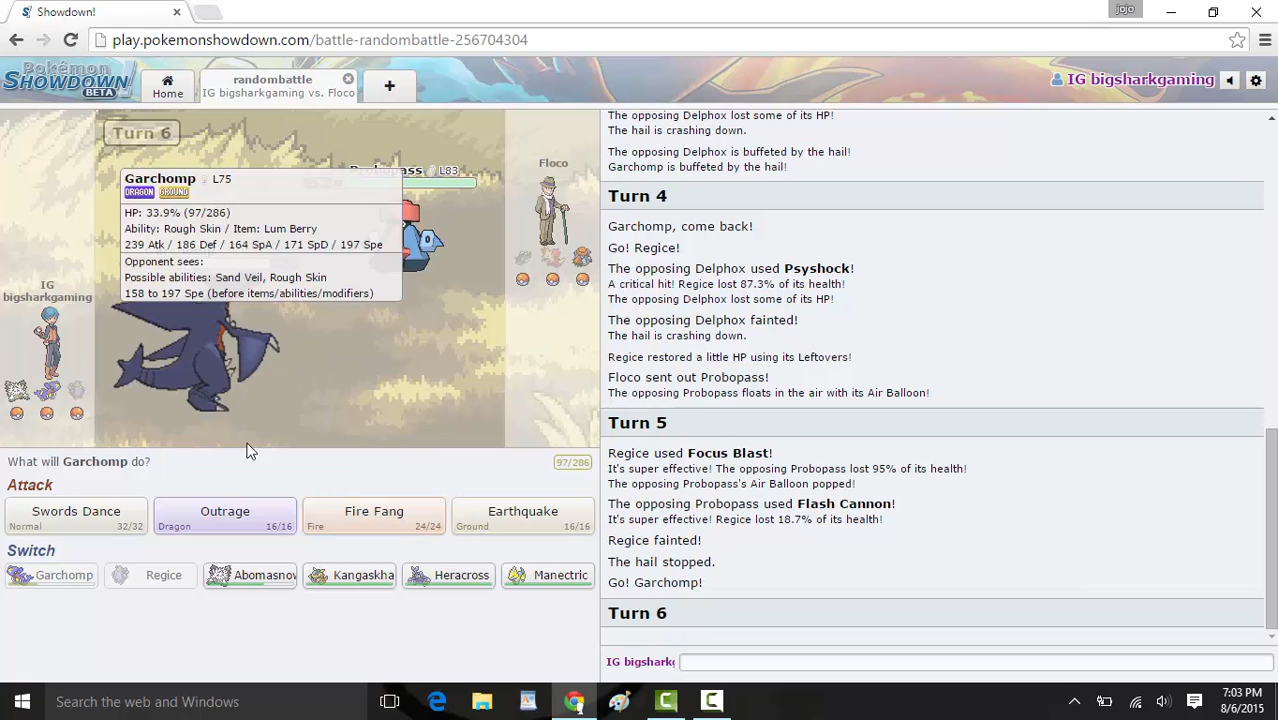 Showdown!
jojo
play.pokemonshowdown.com/battle-randombattle-256704304
Pokémon
SHOWDOWN
BETA
Home
randombattle
IG bigsharkgaming vs. Floco
IG bigsharkgaming
Turn 6
Probopass L83
Floco
Garchomp L75
DRAGON GROUND
HP: 33.9% (97/286)
Ability: Rough Skin / Item: Lum Berry
239 Atk / 186 Def / 164 SpA / 171 SpD / 197 Spe
Opponent sees:
Possible abilities: Sand Veil, Rough Skin
158 to 197 Spe (before items/abilities/modifiers)
IG
bigsharkgaming
What will Garchomp do?
97/286
Attack
Swords Dance
Normal 32/32
Outrage
Dragon 16/16
Fire Fang
Fire 24/24
Earthquake
Ground 16/16
Switch
Garchomp
Regice
Abomasnow
Kangaskha
Heracross
Manectric
The opposing Delphox lost some of its HP!
The hail is crashing down.
The opposing Delphox is buffeted by the hail!
Garchomp is buffeted by the hail!
Turn 4
Garchomp, come back!
Go! Regice!
The opposing Delphox used Psyshock!
A critical hit! Regice lost 87.3% of its health!
The opposing Delphox lost some of its HP!
The opposing Delphox fainted!
The hail is crashing down.
Regice restored a little HP using its Leftovers!
Floco sent out Probopass!
The opposing Probopass floats in the air with its Air Balloon!
Turn 5
Regice used Focus Blast!
It's super effective! The opposing Probopass lost 95% of its health!
The opposing Probopass's Air Balloon popped!
The opposing Probopass used Flash Cannon!
It's super effective! Regice lost 18.7% of its health!
Regice fainted!
The hail stopped.
Go! Garchomp!
Turn 6
IG bigshark
Search the web and Windows
7:03 PM
8/6/2015